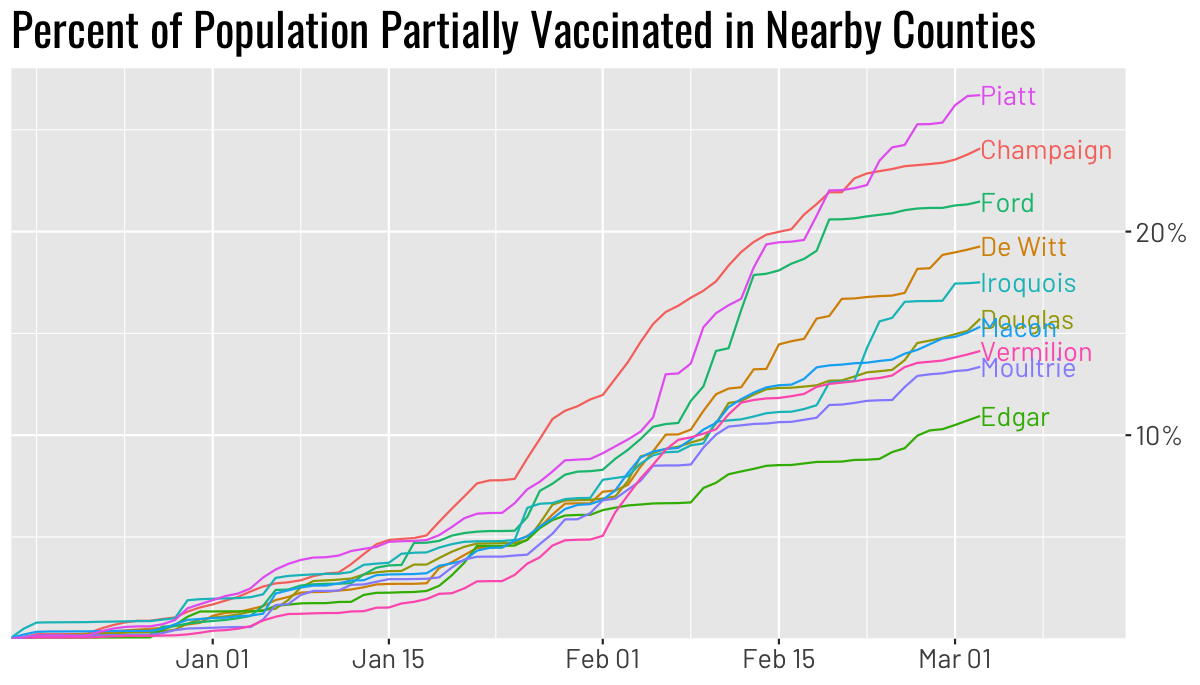 Percent of Population Partially Vaccinated in Nearby Counties
Piatt
Champaign
Ford
20%
De Witt
Iroquois
Douglas
Macon
Vermilion
Moultrie
Edgar
10%
Jan 01 Jan 15 Feb 01 Feb 15 Mar 01